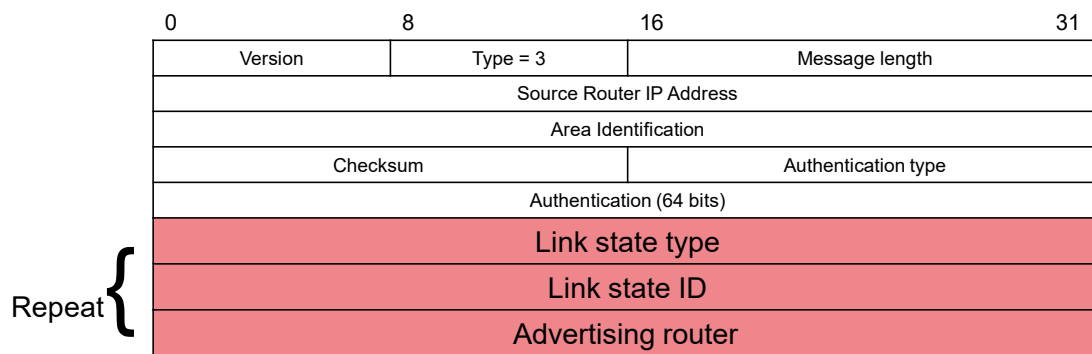 0 8 16 31
Version Type = 3 Message length
Source Router IP Address
Area Identification
Checksum Authentication type
Authentication (64 bits)
Link state type
Link state ID
Repeat {
Advertising router